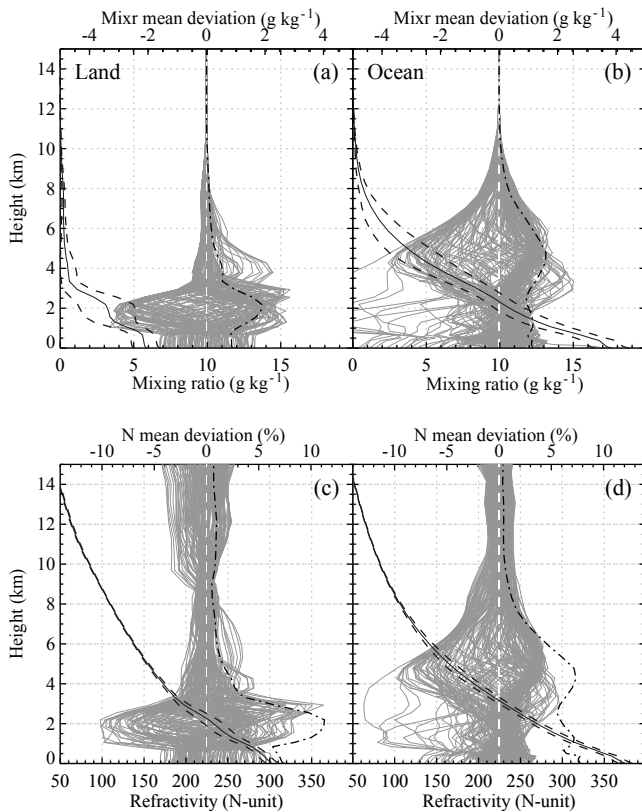 Mixr mean deviation (g kg⁻¹) Mixr mean deviation (g kg⁻¹)
-4 -2 0 2 4 -4 -2 0 2 4
Land (a) Ocean (b)
14
12
10
8
6
4
2
0
Height (km)
0 5 10 15 0 5 10 15
Mixing ratio (g kg⁻¹) Mixing ratio (g kg⁻¹)
N mean deviation (%) N mean deviation (%)
-10 -5 0 5 10 -10 -5 0 5 10
(c) (d)
14
12
10
8
6
4
2
0
Height (km)
50 100 150 200 250 300 350 50 100 150 200 250 300 350
Refractivity (N-unit) Refractivity (N-unit)